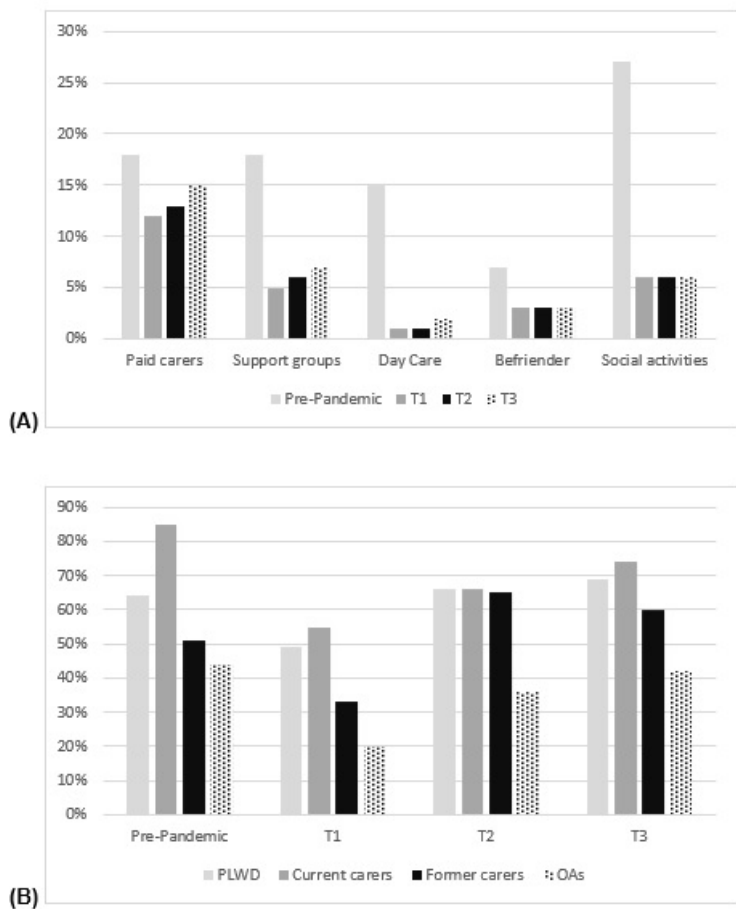 30%
25%
20%
15%
10%
5%
0%
Paid carers Support groups Day Care Befriender Social activities
Pre-Pandemic T1 T2 T3
(A)
90%
80%
70%
60%
50%
40%
30%
20%
10%
0%
Pre-Pandemic T1 T2 T3
PLWD Current carers Former carers OAs
(B)